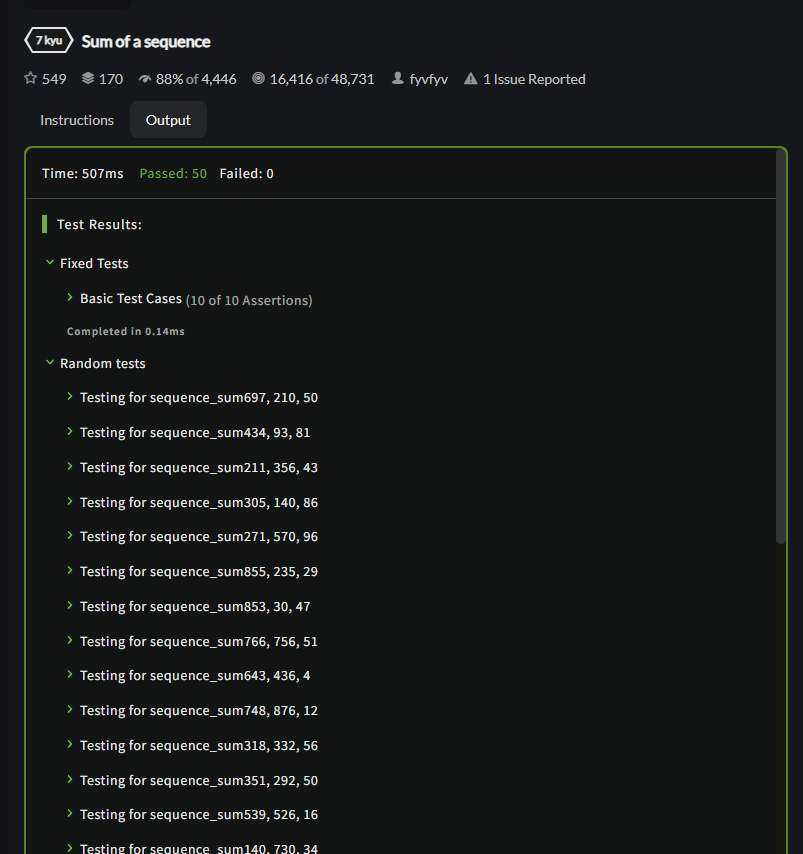 7 kyu Sum of a sequence
549 170 88% of 4,446 16,416 of 48,731 fyvfyv 1 Issue Reported
Instructions Output
Time: 507ms Passed: 50 Failed: 0
Test Results:
Fixed Tests
Basic Test Cases (10 of 10 Assertions)
Completed in 0.14ms
Random tests
Testing for sequence_sum697, 210, 50
Testing for sequence_sum434, 93, 81
Testing for sequence_sum211, 356, 43
Testing for sequence_sum305, 140, 86
Testing for sequence_sum271, 570, 96
Testing for sequence_sum855, 235, 29
Testing for sequence_sum853, 30, 47
Testing for sequence_sum766, 756, 51
Testing for sequence_sum643, 436, 4
Testing for sequence_sum748, 876, 12
Testing for sequence_sum318, 332, 56
Testing for sequence_sum351, 292, 50
Testing for sequence_sum539, 526, 16
Testing for sequence_sum140, 730, 34